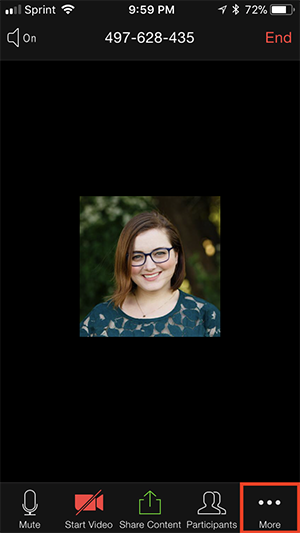 Sprint 9:59 PM 72%
On 497-628-435 End
Mute Start Video Share Content Participants More